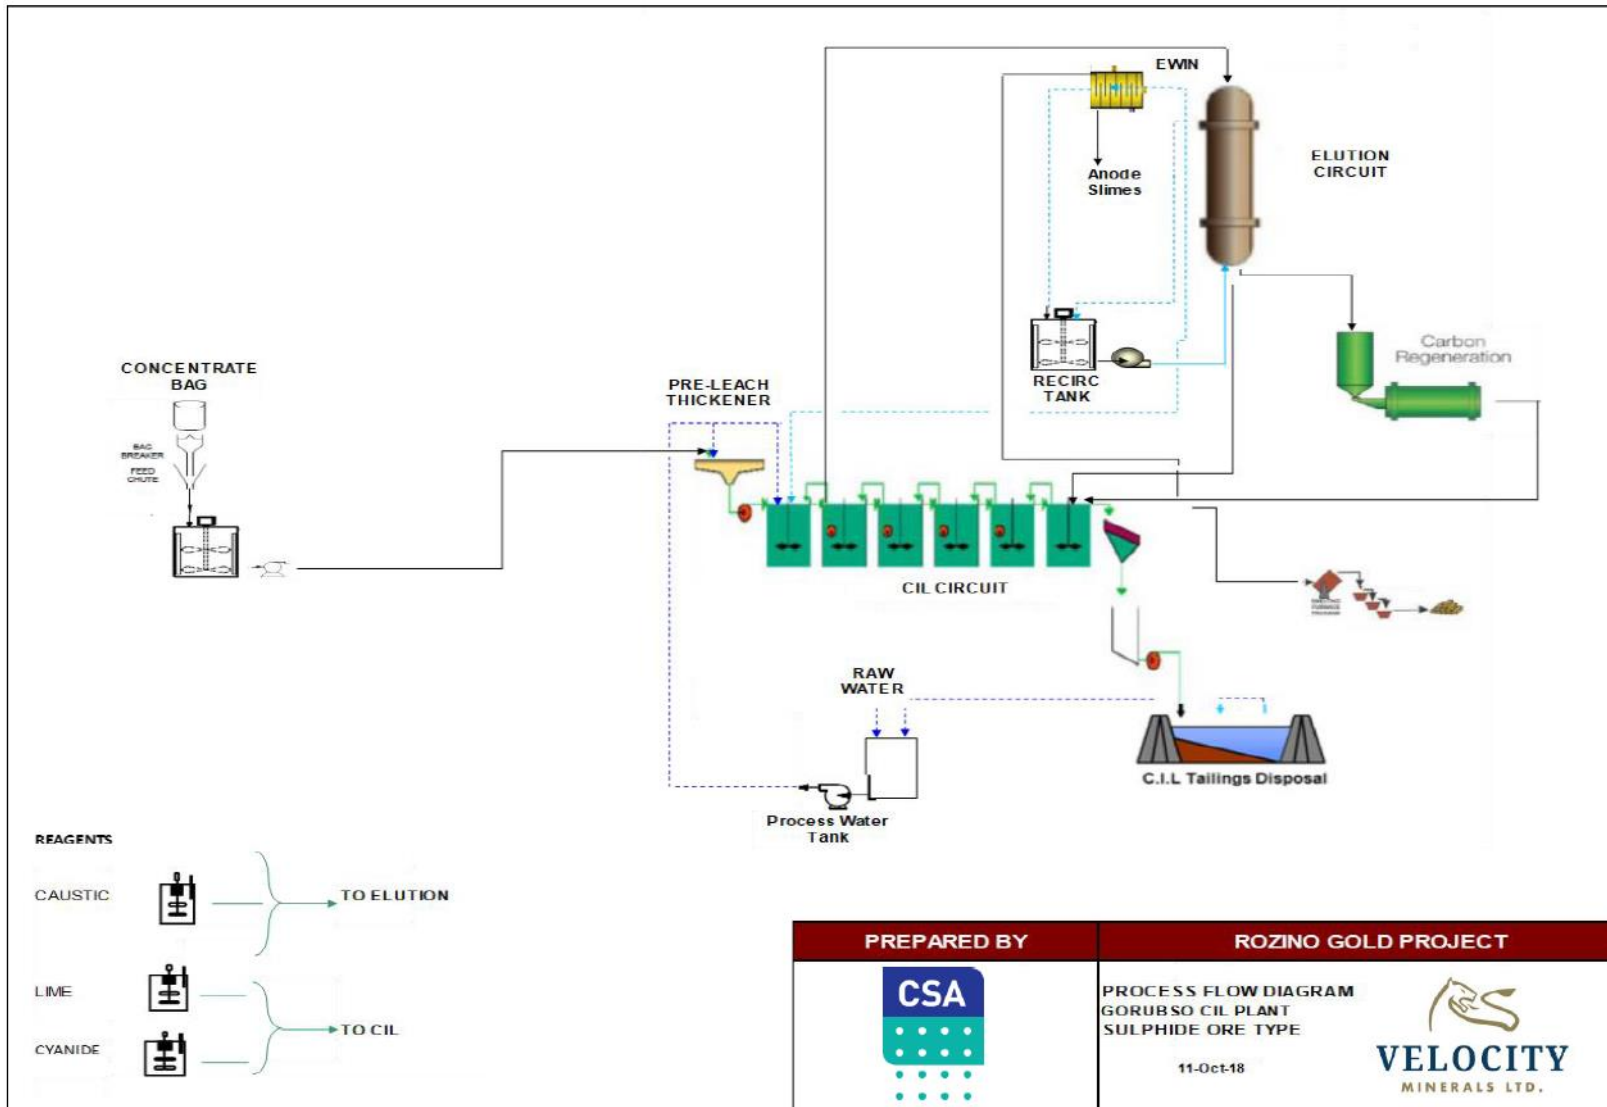 EWIN
ELUTION
CIRCUIT
Anode
Slimes
Carbon
Regeneration
RECIRC
TANK
CONCENTRATE
BAG
BAG
BREAKER
FEED
CHUTE
PRE-LEACH
THICKENER
CIL CIRCUIT
RAW
WATER
Process Water
Tank
C.I.L Tailings Disposal
REAGENTS
CAUSTIC
TO ELUTION
LIME
TO CIL
CYANIDE
PREPARED BY
ROZINO GOLD PROJECT
CSA
PROCESS FLOW DIAGRAM
GORUBSO CIL PLANT
SULPHIDE ORE TYPE
11-Oct-18
VELOCITY
MINERALS LTD.